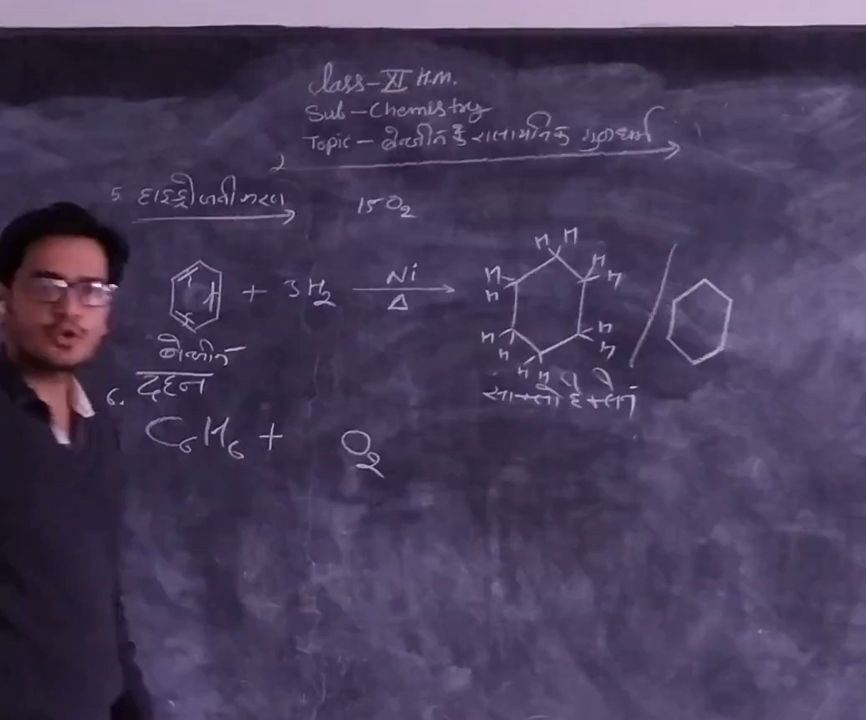 Class-XI H.M.
Sub-Chemistry
Topic - बेन्जीन के रासायनिक गुणधर्म
5. हाइड्रोजनीकरण 15O₂
+ 3H₂ Ni Δ /
H H H H H H H H H H H H
बेन्जीन
साइक्लोहेक्सेन
6. दहन
C₆H₆ + O₂